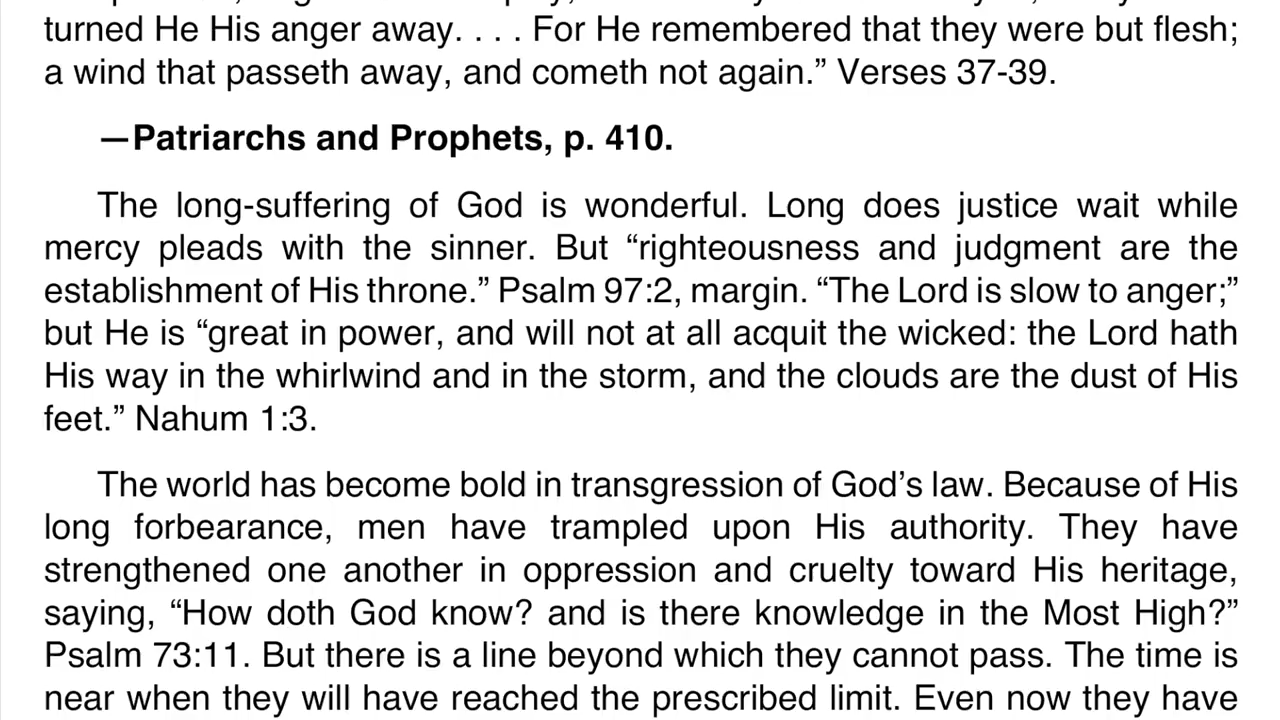 turned He His anger away. . . . For He remembered that they were but flesh;
a wind that passeth away, and cometh not again.” Verses 37-39.
—Patriarchs and Prophets, p. 410.
The long-suffering of God is wonderful. Long does justice wait while
mercy pleads with the sinner. But “righteousness and judgment are the
establishment of His throne.” Psalm 97:2, margin. “The Lord is slow to anger;”
but He is “great in power, and will not at all acquit the wicked: the Lord hath
His way in the whirlwind and in the storm, and the clouds are the dust of His
feet.” Nahum 1:3.
The world has become bold in transgression of God’s law. Because of His
long forbearance, men have trampled upon His authority. They have
strengthened one another in oppression and cruelty toward His heritage,
saying, “How doth God know? and is there knowledge in the Most High?”
Psalm 73:11. But there is a line beyond which they cannot pass. The time is
near when they will have reached the prescribed limit. Even now they have